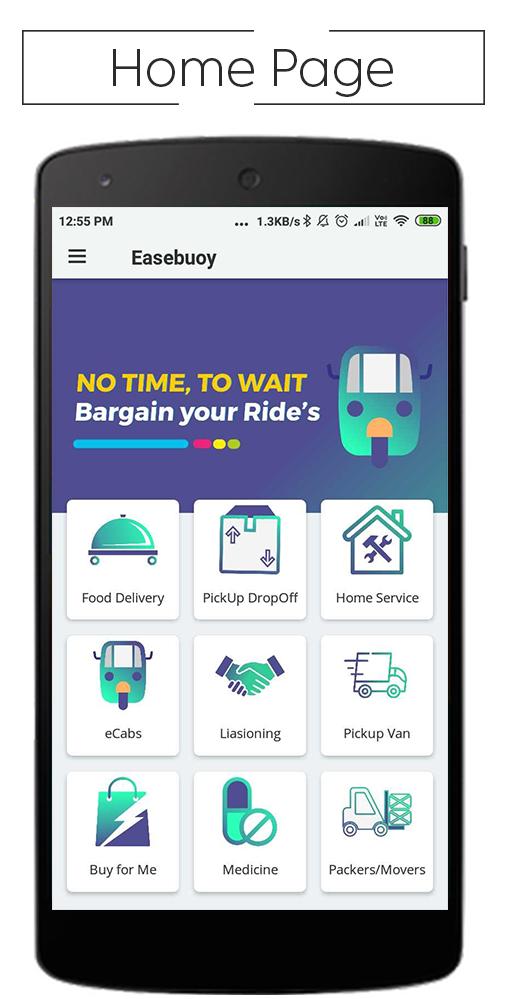 Home Page
12:55 PM ... 1.3KB/s Vo) LTE 88
Easebuoy
NO TIME, TO WAIT
Bargain your Ride's
Food Delivery PickUp DropOff Home Service
eCabs Liasioning Pickup Van
Buy for Me Medicine Packers/Movers